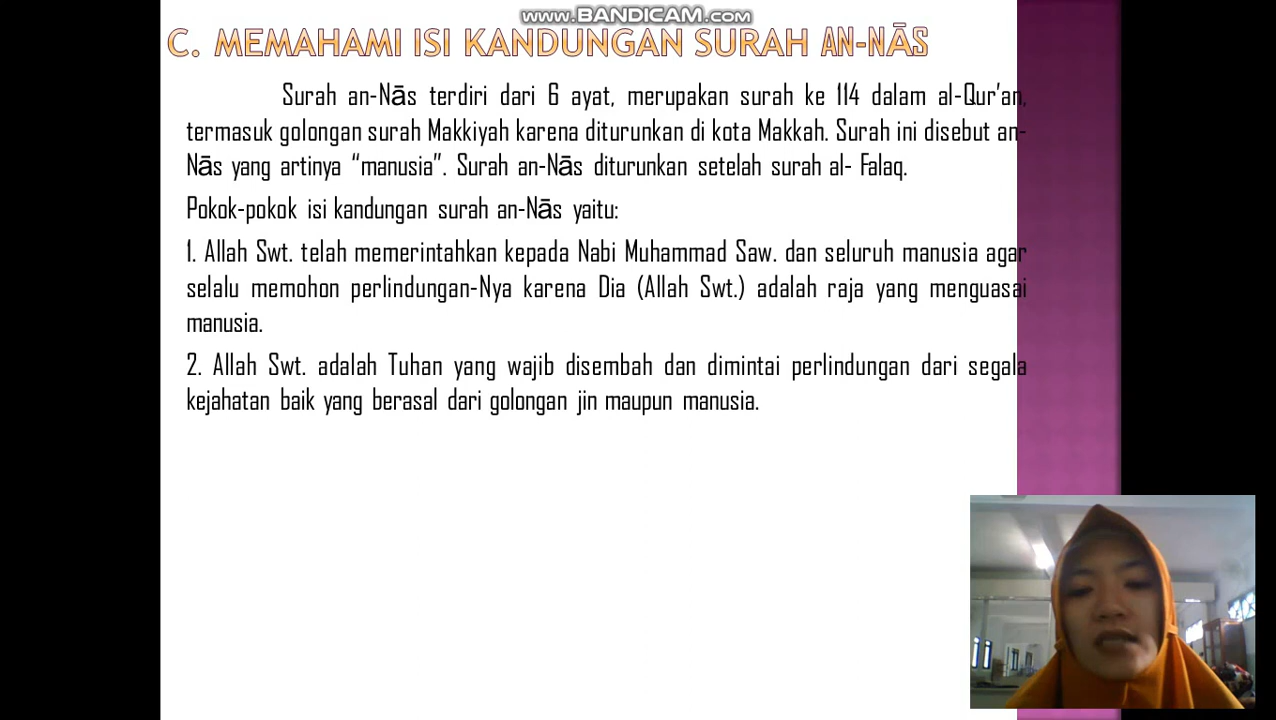 www.BANDICAM.com
C. MEMAHAMI ISI KANDUNGAN SURAH AN-NĀS
Surah an-Nās terdiri dari 6 ayat, merupakan surah ke 114 dalam al-Qur’an,
termasuk golongan surah Makkiyah karena diturunkan di kota Makkah. Surah ini disebut an-
Nās yang artinya “manusia”. Surah an-Nās diturunkan setelah surah al- Falaq.
Pokok-pokok isi kandungan surah an-Nās yaitu:
1. Allah Swt. telah memerintahkan kepada Nabi Muhammad Saw. dan seluruh manusia agar
selalu memohon perlindungan-Nya karena Dia (Allah Swt.) adalah raja yang menguasai
manusia.
2. Allah Swt. adalah Tuhan yang wajib disembah dan dimintai perlindungan dari segala
kejahatan baik yang berasal dari golongan jin maupun manusia.